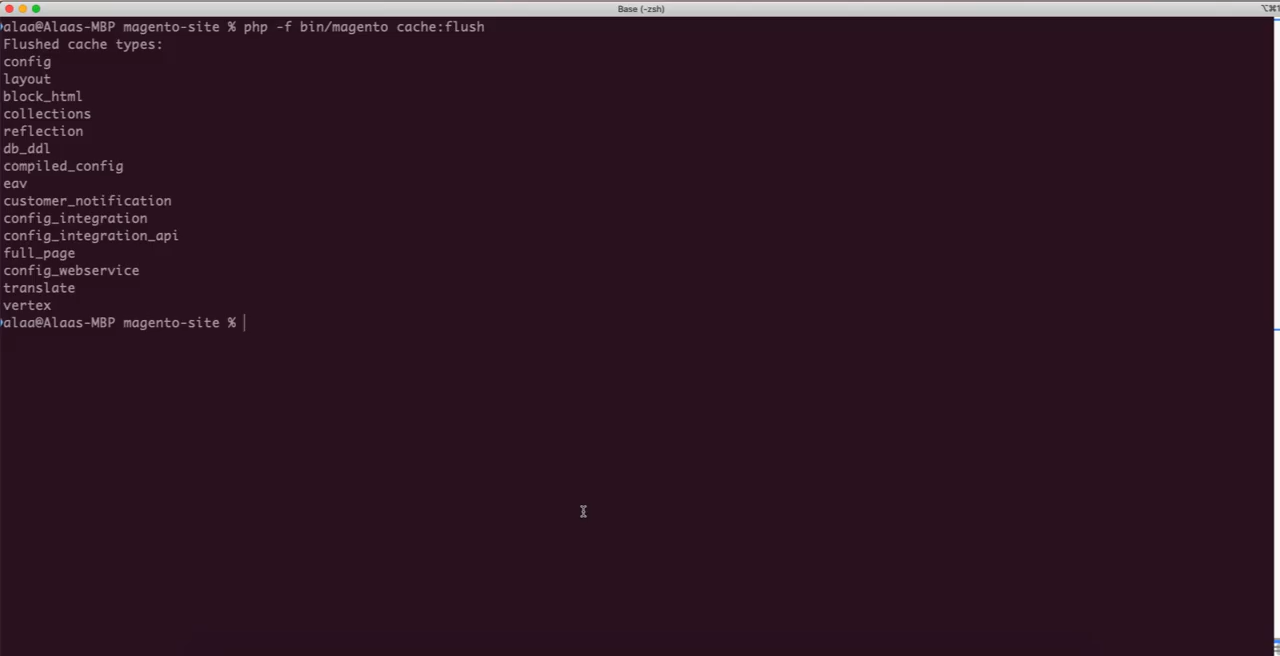 Base (-zsh)
alaa@Alaas-MBP magento-site % php -f bin/magento cache:flush
Flushed cache types:
config
layout
block_html
collections
reflection
db_ddl
compiled_config
eav
customer_notification
config_integration
config_integration_api
full_page
config_webservice
translate
vertex
alaa@Alaas-MBP magento-site %